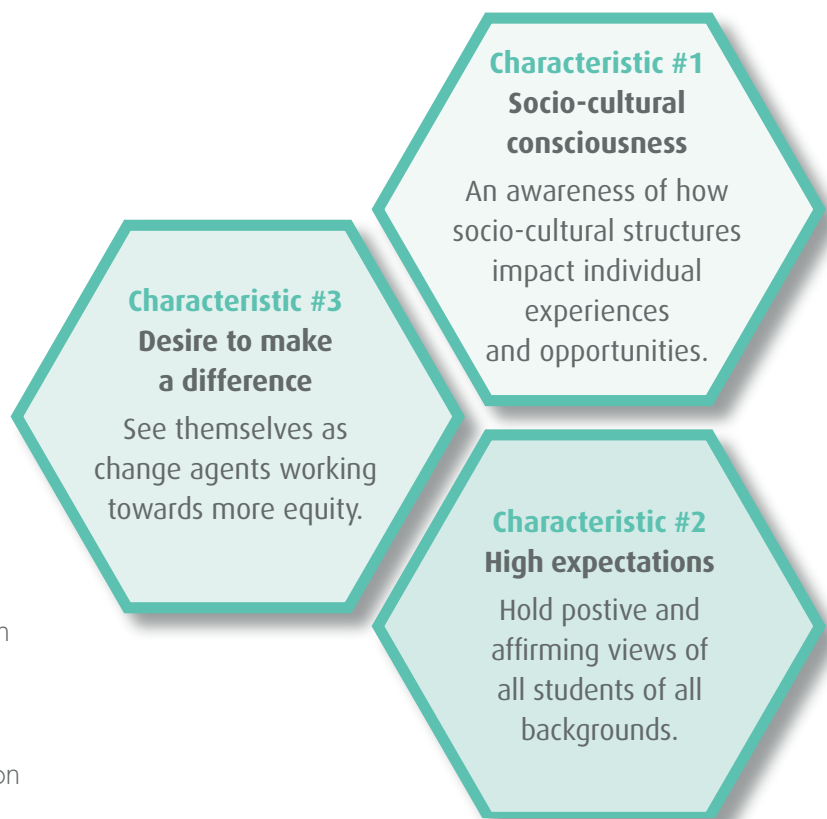 Characteristic #1
Socio-cultural
consciousness
An awareness of how
socio-cultural structures
impact individual
experiences
and opportunities.
Characteristic #3
Desire to make
a difference
See themselves as
change agents working
towards more equity.
Characteristic #2
High expectations
Hold postive and
affirming views of
all students of all
backgrounds.
on